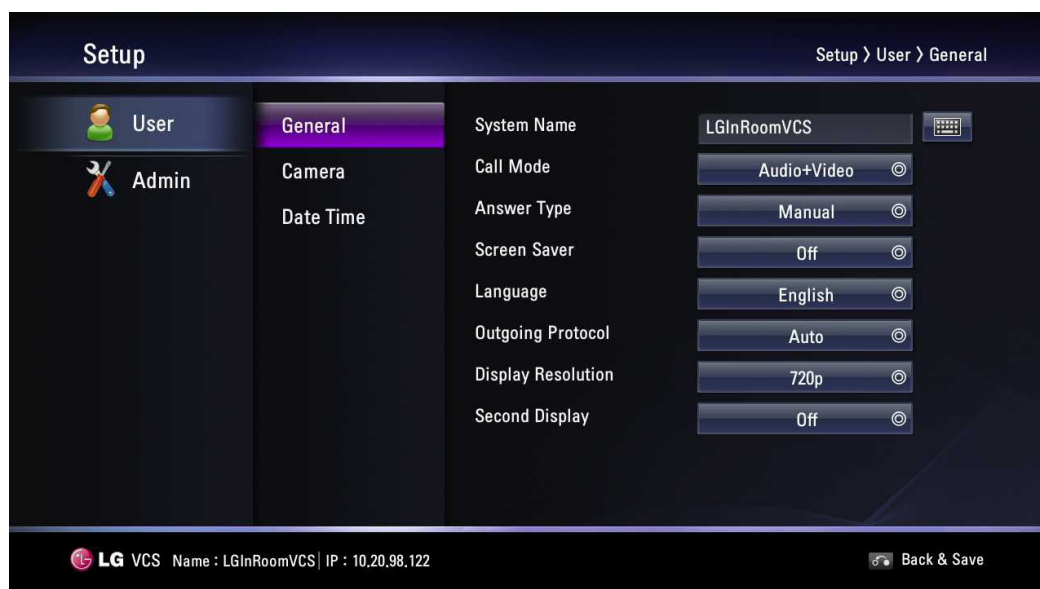 Setup
Setup 〉 User 〉 General
User
Admin
General
Camera
Date Time
System Name LGInRoomVCS
Call Mode Audio+Video
Answer Type Manual
Screen Saver Off
Language English
Outgoing Protocol Auto
Display Resolution 720p
Second Display Off
LG VCS Name : LGInRoomVCS| IP : 10.20.98.122
Back & Save